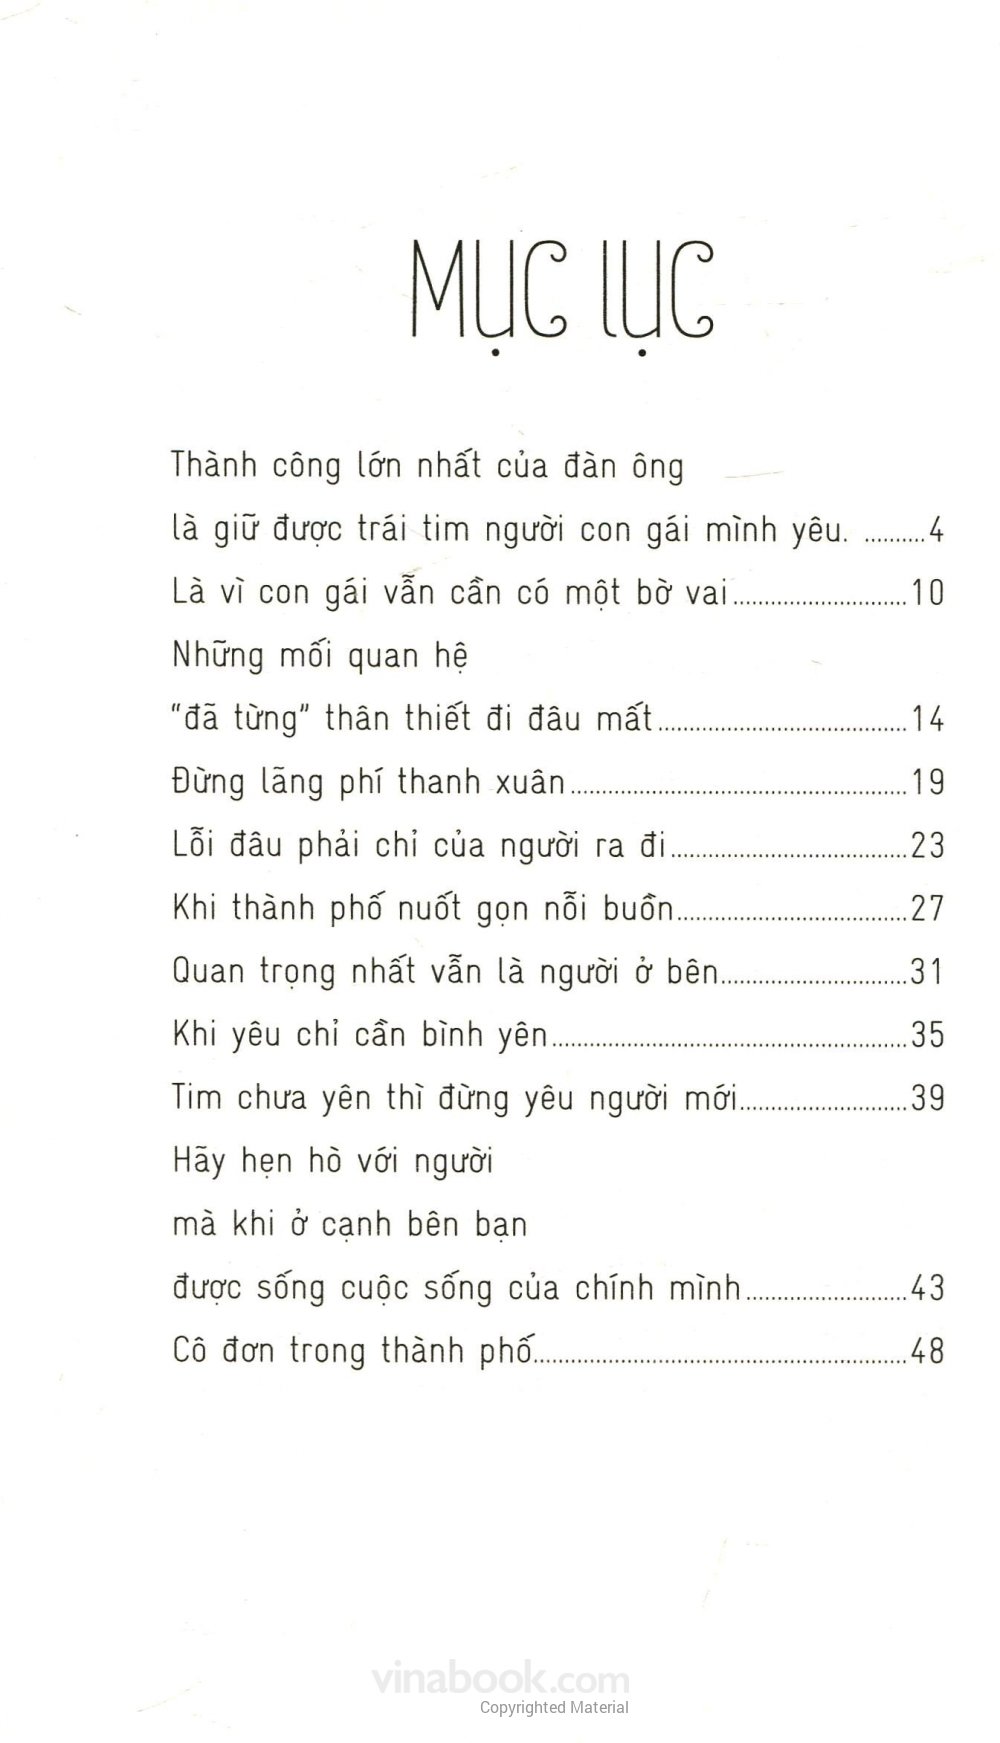 MỤC LỤC
Thành công lớn nhất của đàn ông
là giữ được trái tim người con gái mình yêu. ..........4
Là vì con gái vẫn cần có một bờ vai............................10
Những mối quan hệ
"đã từng" thân thiết đi đâu mất........................................14
Đừng lãng phí thanh xuân......................................................19
Lỗi đâu phải chỉ của người ra đi......................................23
Khi thành phố nuốt gọn nỗi buồn.....................................27
Quan trọng nhất vẫn là người ở bên..............................31
Khi yêu chỉ cần bình yên.........................................................35
Tim chưa yên thì đừng yêu người mới...........................39
Hãy hẹn hò với người
mà khi ở cạnh bên bạn
được sống cuộc sống của chính mình..........................43
Cô đơn trong thành phố............................................................48
vinabook.com
Copyrighted Material